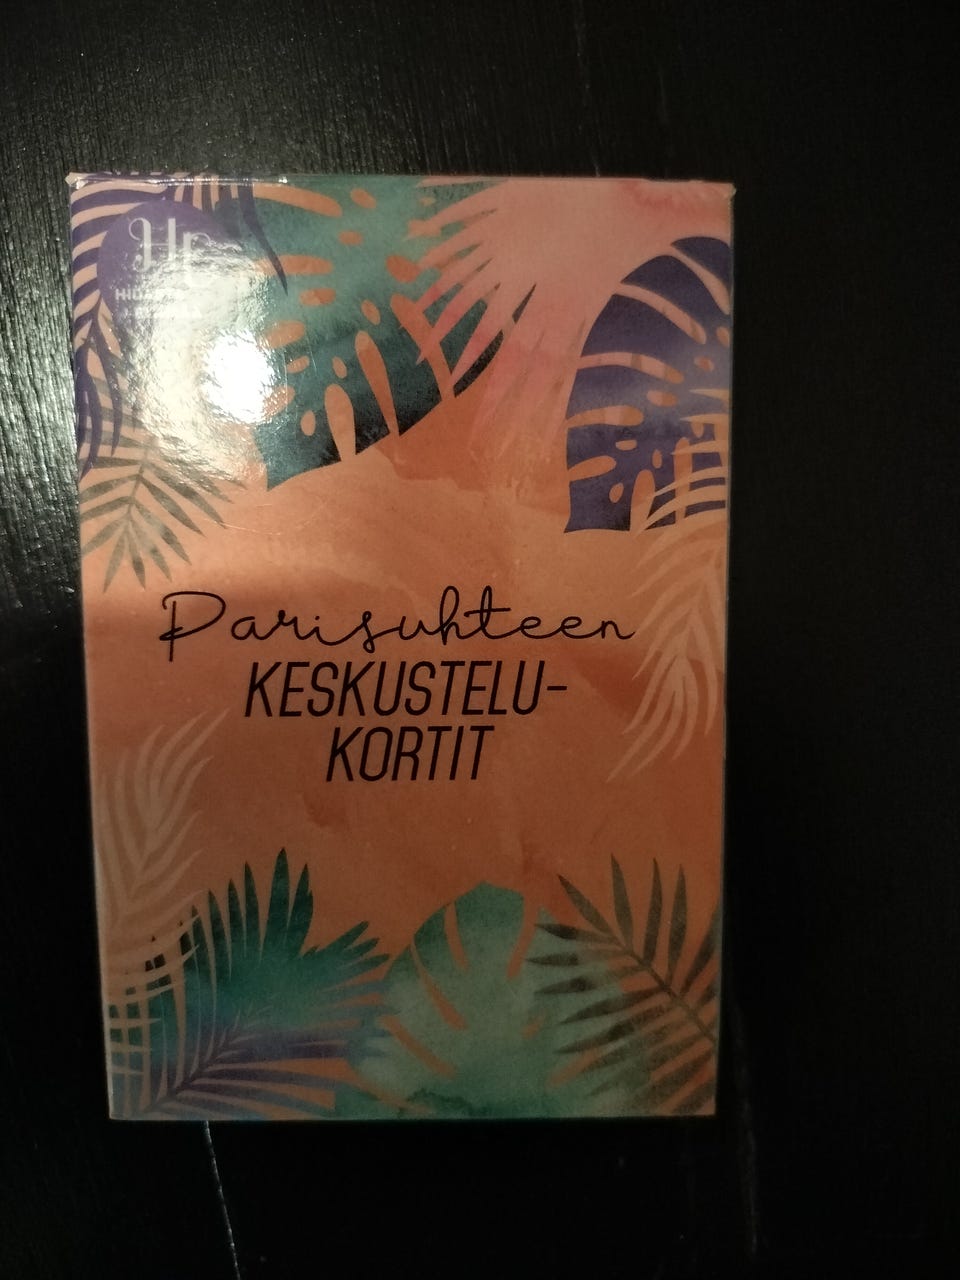 Parisuhteen
KESKUSTELU-
KORTIT